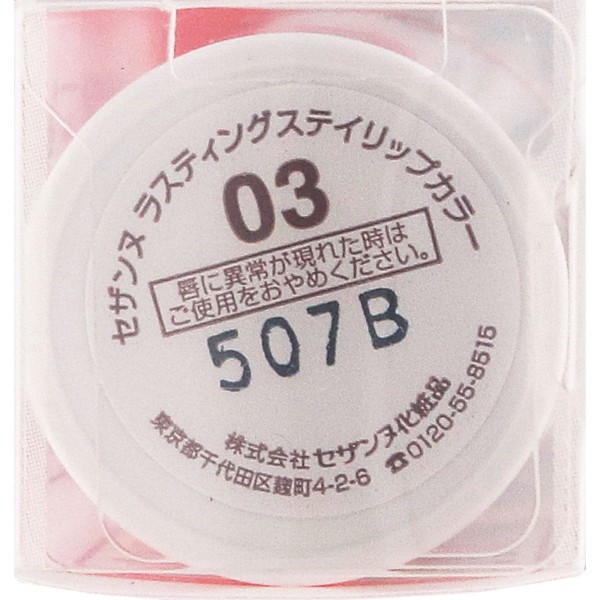 セザンヌ ラスティングステイリップカラー
03
唇に異常が現れた時は
ご使用をおやめください。
507B
株式会社 セザンヌ化粧品
東京都千代田区麹町4-2-6 ☎0120-55-8515